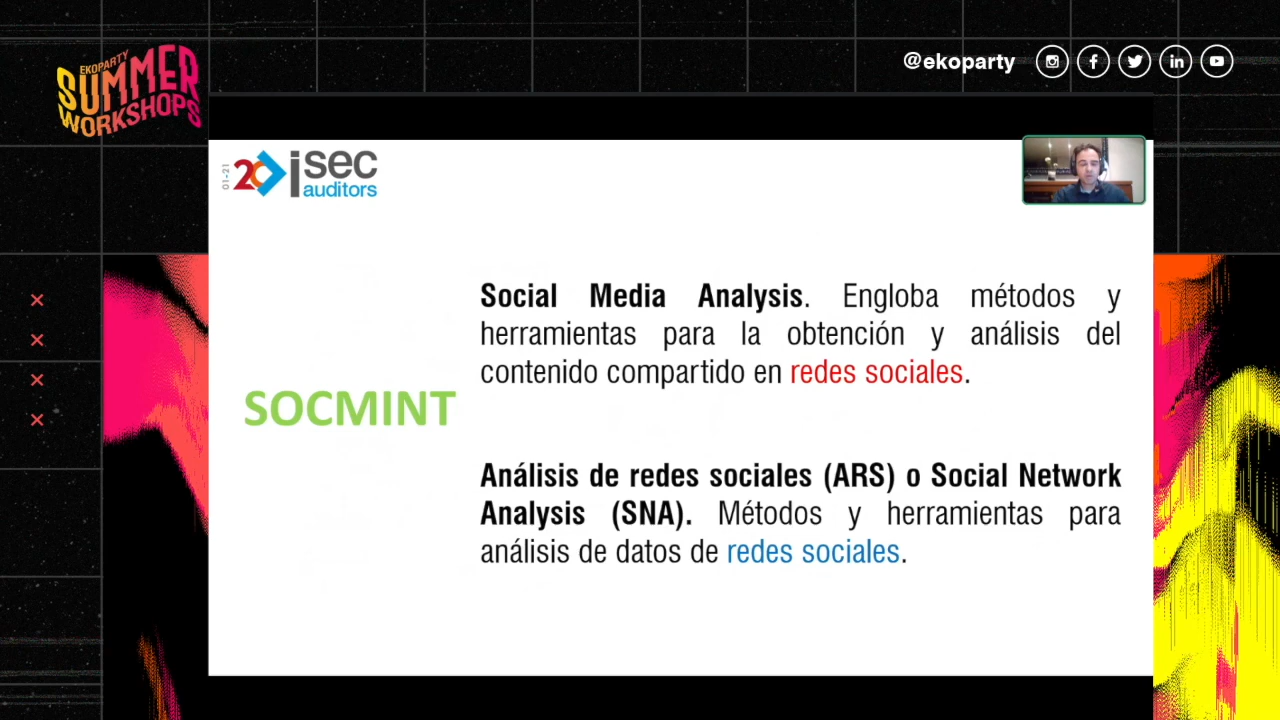 EKOPARTY
SUMMER
WORKSHOPS
@ekoparty
01-21
20
isec
auditors
Social Media Analysis. Engloba métodos y
herramientas para la obtención y análisis del
contenido compartido en redes sociales.
SOCMINT
Análisis de redes sociales (ARS) o Social Network
Analysis (SNA). Métodos y herramientas para
análisis de datos de redes sociales.